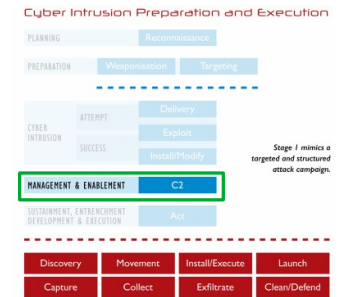 Cyber Intrusion Preparation and Execution
PLANNING
Reconnaissance
PREPARATION
Weaponisation
Targeting
Delivery
ATTEMPT
Exploit
CYBER
INTRUSION
SUCCESS
Install/Modify
Stage 1 mimics a
targeted and structured
attack campaign.
MANAGEMENT & ENABLEMENT
C2
SUSTAINMENT, ENTRENCHMENT
DEVELOPMENT & EXECUTION
Act
Discovery
Movement
Install/Execute
Launch
Capture
Collect
Exfiltrate
Clean/Defend